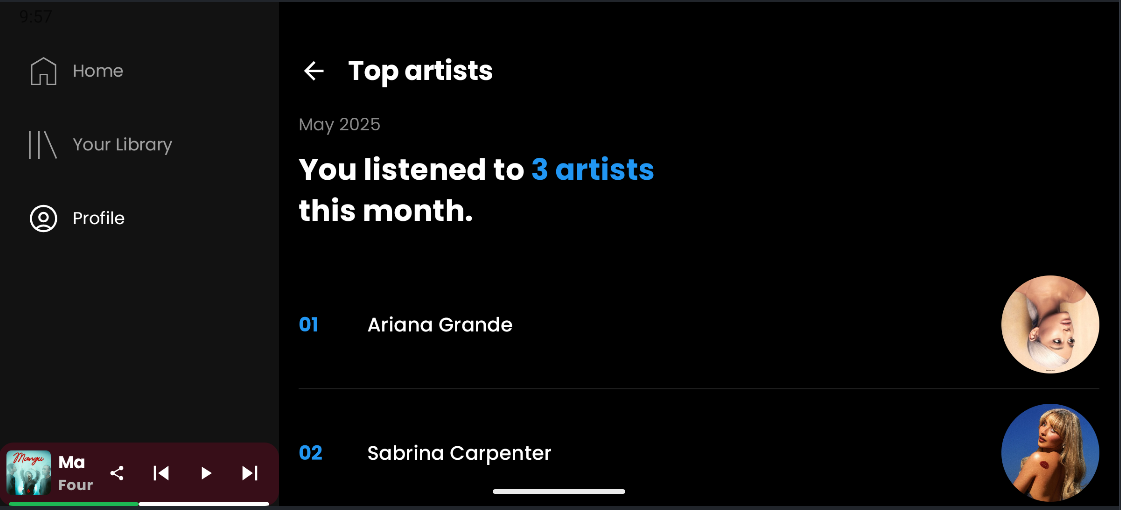 9:57
Home
Your Library
Profile
Top artists
May 2025
You listened to 3 artists
this month.
01
Ariana Grande
02
Sabrina Carpenter
Mangu
Ma
Four